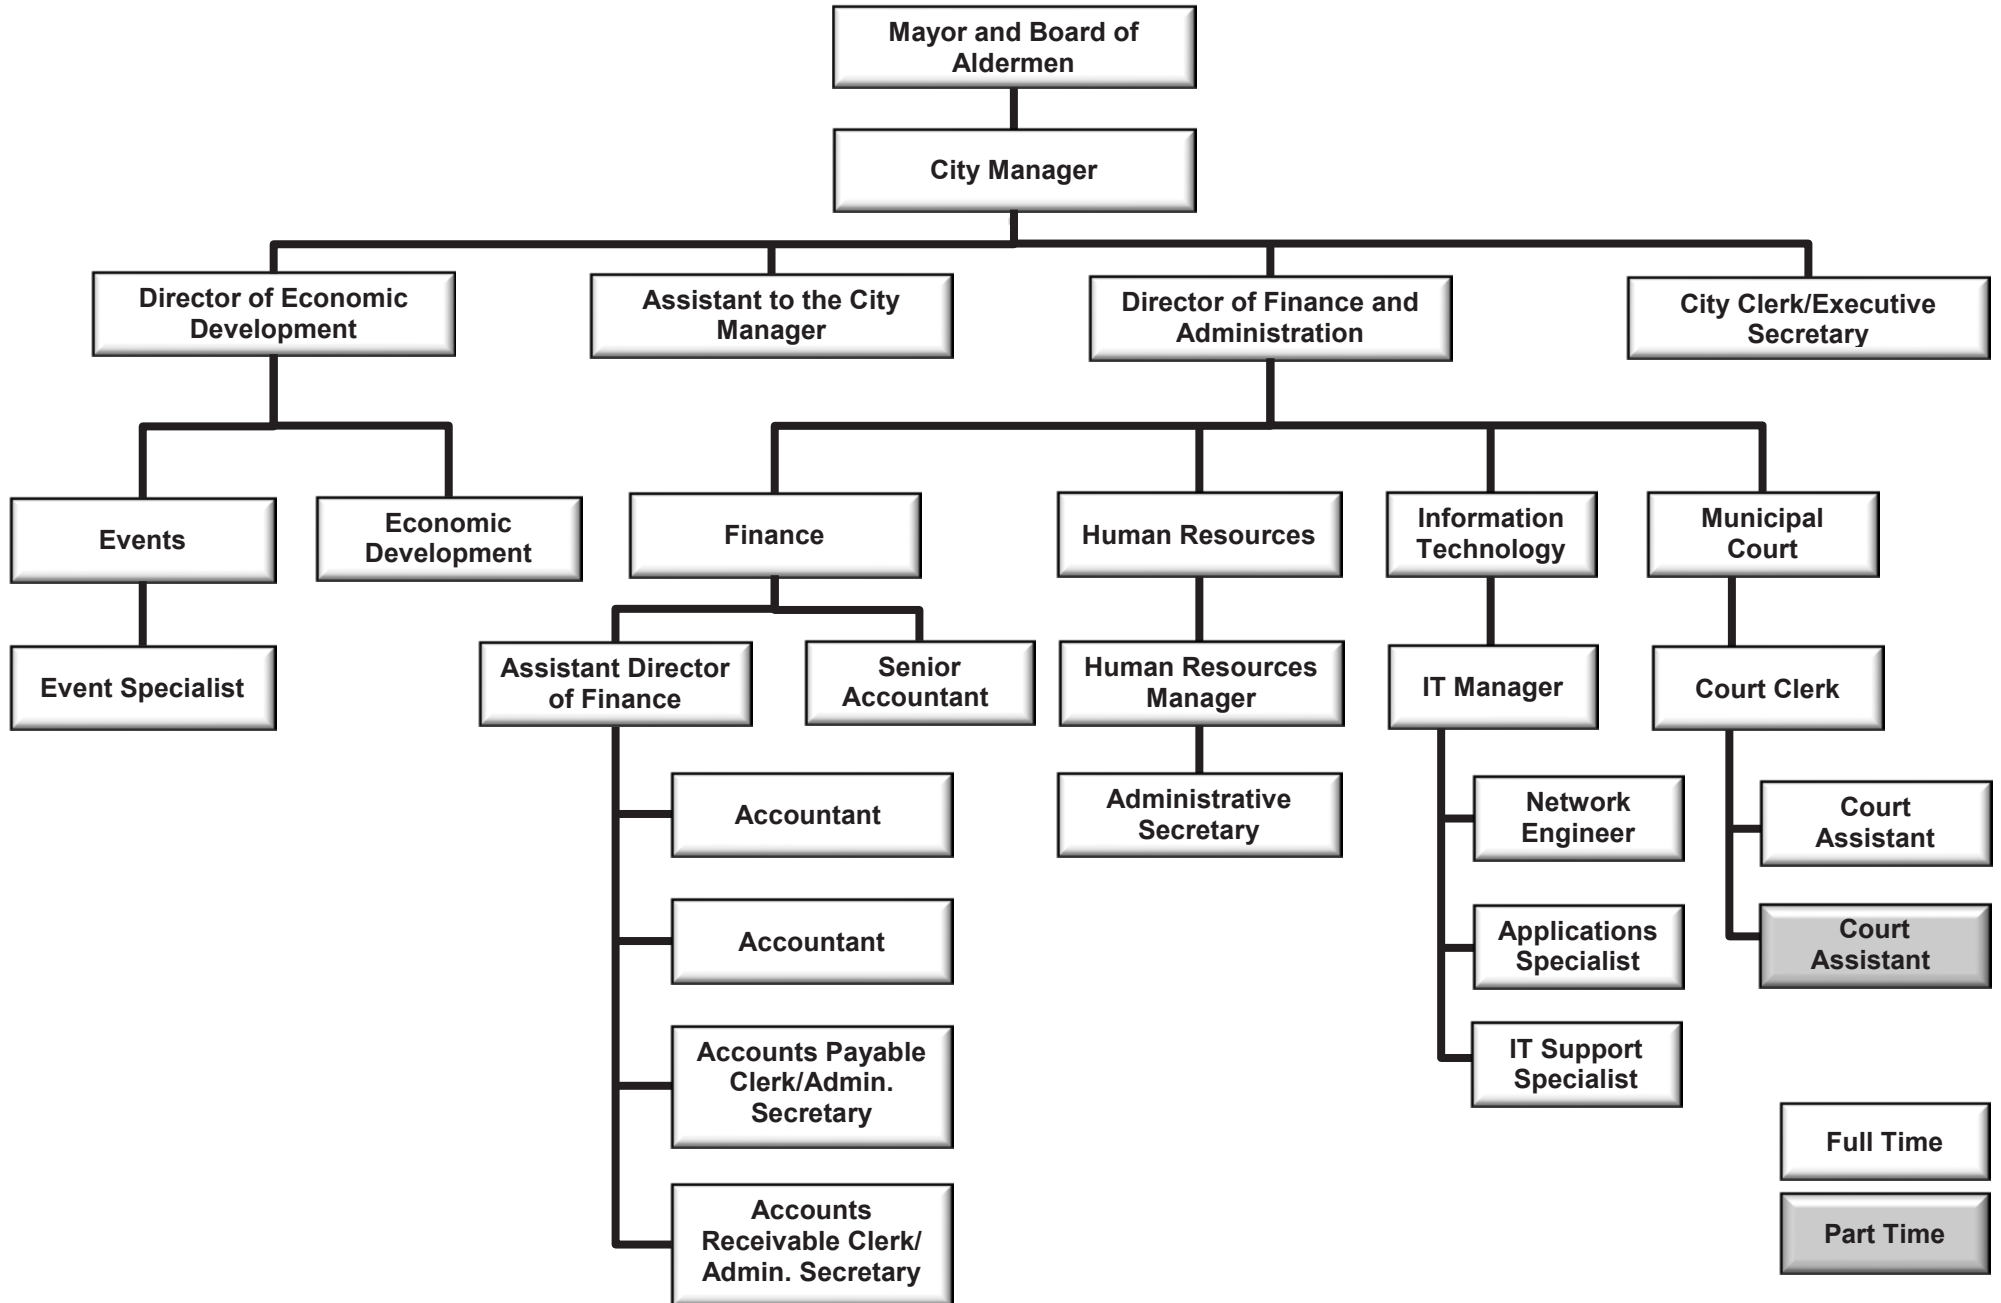 Mayor and Board of
Aldermen
City Manager
Director of Economic
Development
Assistant to the City
Manager
Director of Finance and
Administration
City Clerk/Executive
Secretary
Events
Economic
Development
Finance
Human Resources
Information
Technology
Municipal
Court
Event Specialist
Assistant Director
of Finance
Senior
Accountant
Human Resources
Manager
IT Manager
Court Clerk
Accountant
Administrative
Secretary
Network
Engineer
Court
Assistant
Accountant
Applications
Specialist
Court
Assistant
Accounts Payable
Clerk/Admin.
Secretary
IT Support
Specialist
Accounts
Receivable Clerk/
Admin. Secretary
Full Time
Part Time